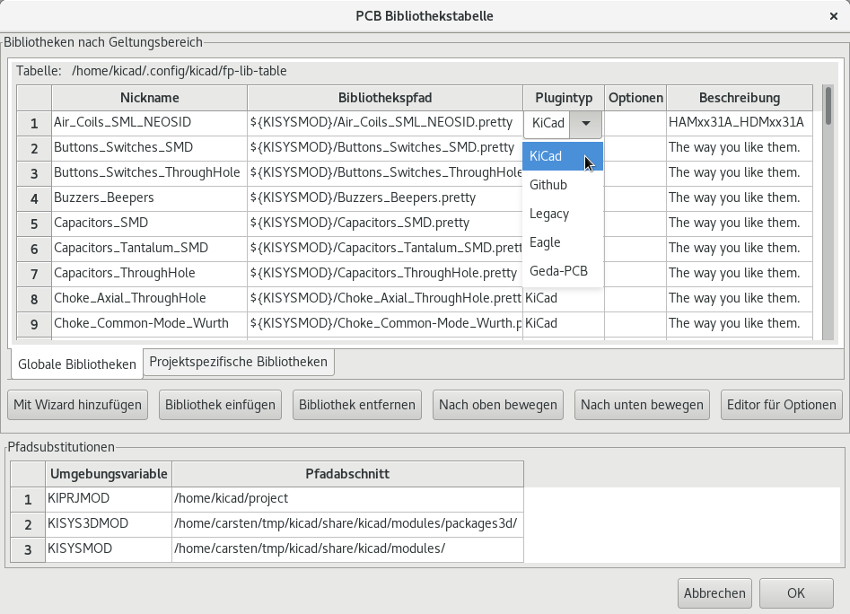 PCB Bibliothekstabelle
Bibliotheken nach Geltungsbereich
Tabelle: /home/kicad/.config/kicad/fp-lib-table
Nickname Bibliothekspfad Plugintyp Optionen Beschreibung
1 Air_Coils_SML_NEOSID ${KISYSMOD}/Air_Coils_SML_NEOSID.pretty KiCad HAMxx31A_HDMxx31A
2 Buttons_Switches_SMD ${KISYSMOD}/Buttons_Switches_SMD.pretty KiCad The way you like them.
3 Buttons_Switches_ThroughHole ${KISYSMOD}/Buttons_Switches_ThroughHole Github The way you like them.
4 Buzzers_Beepers ${KISYSMOD}/Buzzers_Beepers.pretty Legacy The way you like them.
5 Capacitors_SMD ${KISYSMOD}/Capacitors_SMD.pretty The way you like them.
6 Capacitors_Tantalum_SMD ${KISYSMOD}/Capacitors_Tantalum_SMD.prett Eagle The way you like them.
7 Capacitors_ThroughHole ${KISYSMOD}/Capacitors_ThroughHole.pretty Geda-PCB The way you like them.
8 Choke_Axial_ThroughHole ${KISYSMOD}/Choke_Axial_ThroughHole.prett KiCad The way you like them.
9 Choke_Common-Mode_Wurth ${KISYSMOD}/Choke_Common-Mode_Wurth.p KiCad The way you like them.
Globale Bibliotheken Projektspezifische Bibliotheken
Mit Wizard hinzufügen Bibliothek einfügen Bibliothek entfernen Nach oben bewegen Nach unten bewegen Editor für Optionen
Pfadsubstitutionen
Umgebungsvariable Pfadabschnitt
1 KIPRJMOD /home/kicad/project
2 KISYS3DMOD /home/carsten/tmp/kicad/share/kicad/modules/packages3d/
3 KISYSMOD /home/carsten/tmp/kicad/share/kicad/modules/
Abbrechen OK